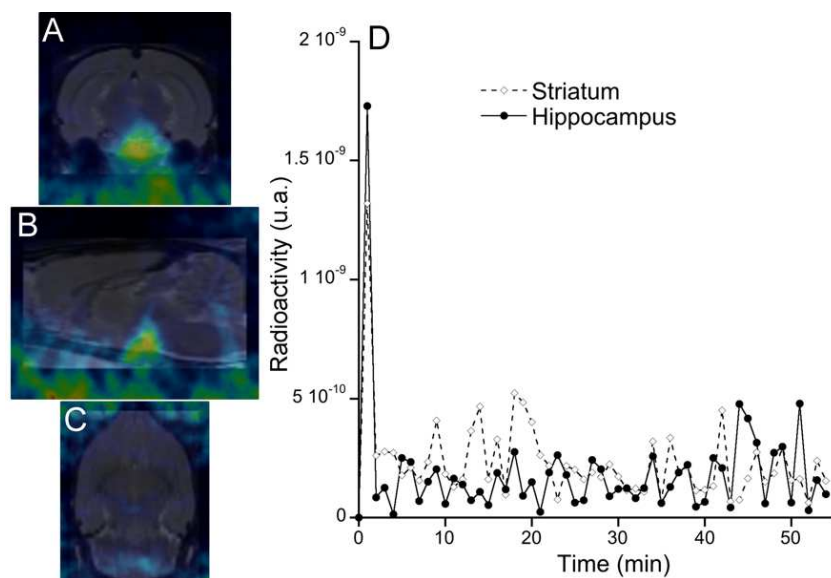 A
B
C
D
Striatum
Hippocampus
Radioactivity (u.a.)
2 10-9
1.5 10-9
1 10-9
5 10-10
0
0 10 20 30 40 50
Time (min)